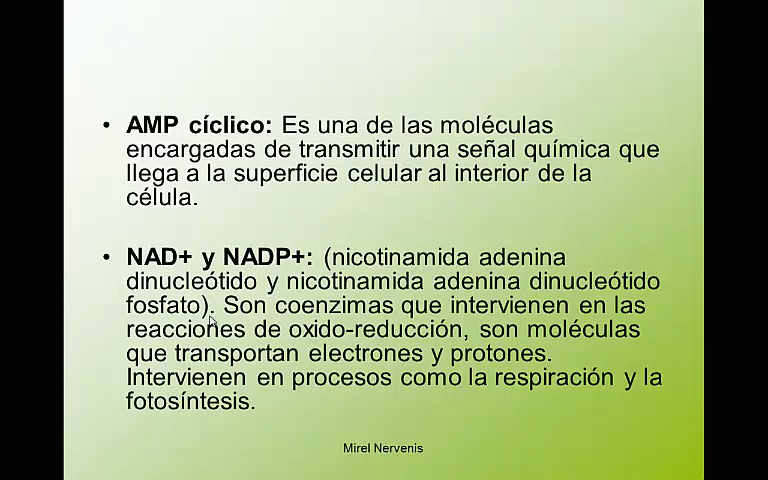 • AMP cíclico: Es una de las moléculas
encargadas de transmitir una señal química que
llega a la superficie celular al interior de la
célula.
• NAD+ y NADP+: (nicotinamida adenina
dinucleótido y nicotinamida adenina dinucleótido
fosfato). Son coenzimas que intervienen en las
reacciones de oxido-reducción, son moléculas
que transportan electrones y protones.
Intervienen en procesos como la respiración y la
fotosíntesis.
Mirel Nervenis